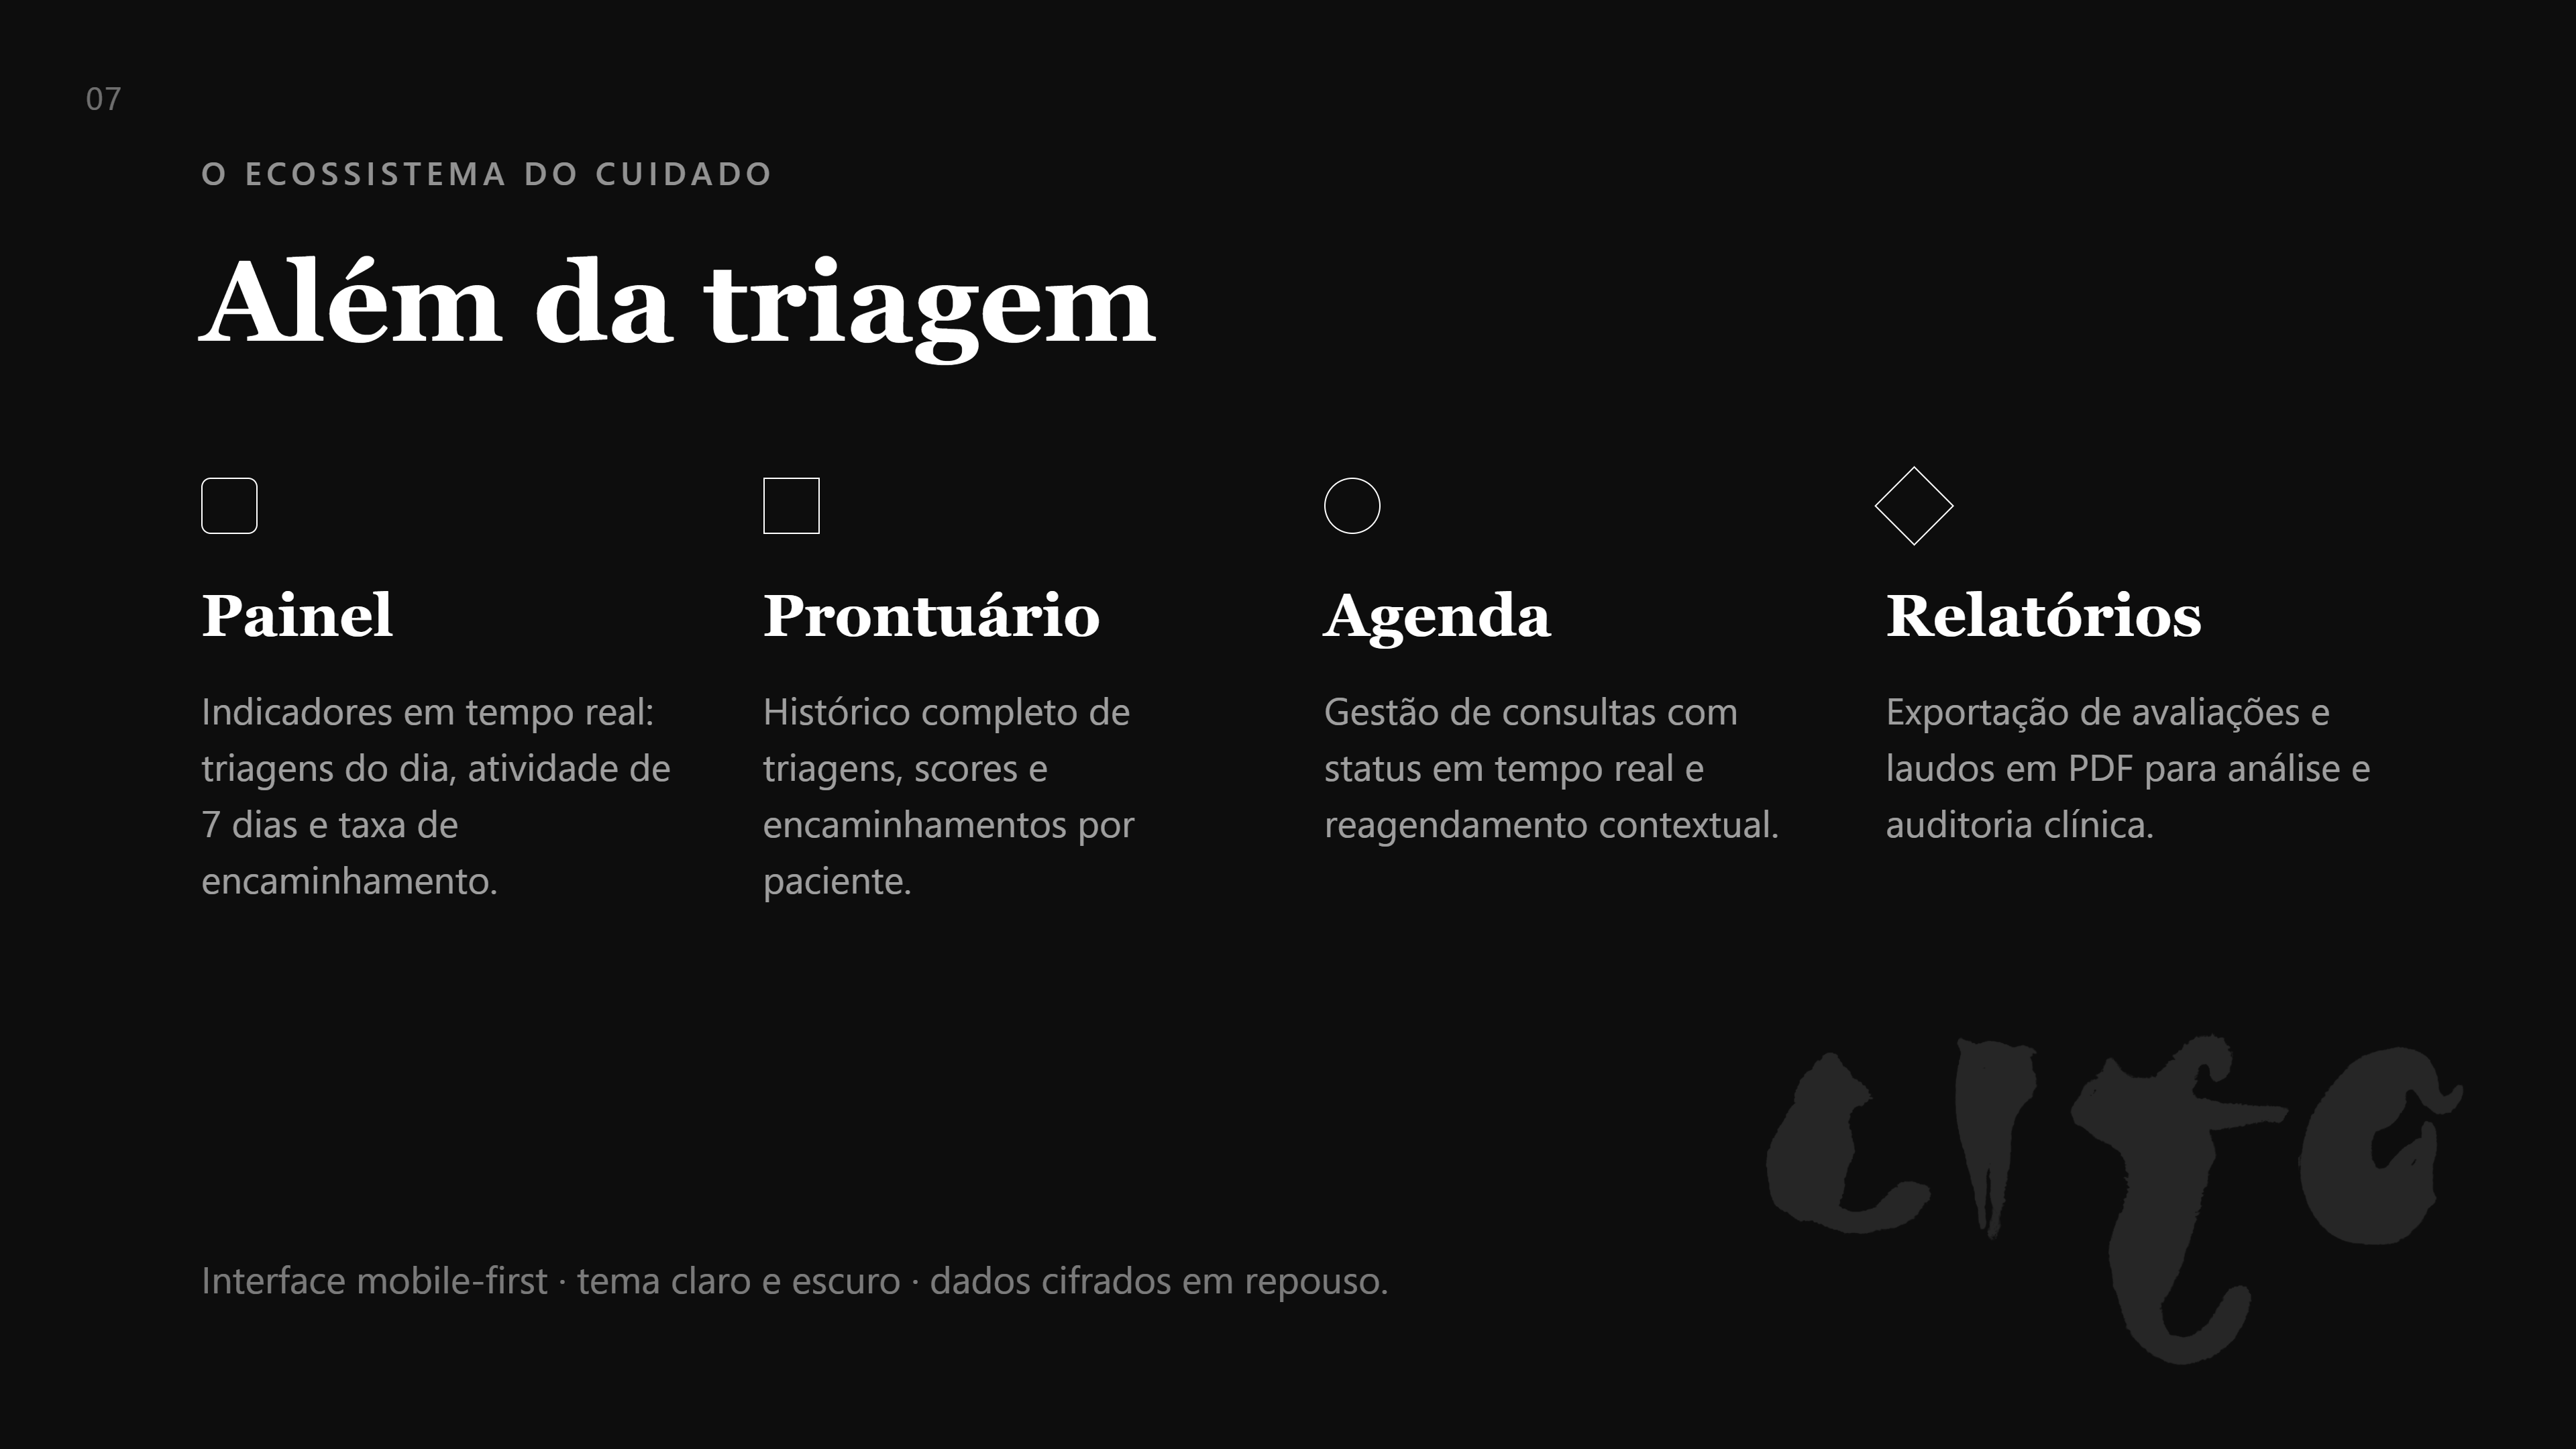 07
O ECOSSISTEMA DO CUIDADO
Além da triagem
Painel
Indicadores em tempo real:
triagens do dia, atividade de
7 dias e taxa de
encaminhamento.
Prontuário
Histórico completo de
triagens, scores e
encaminhamentos por
paciente.
Agenda
Gestão de consultas com
status em tempo real e
reagendamento contextual.
Relatórios
Exportação de avaliações e
laudos em PDF para análise e
auditoria clínica.
Interface mobile-first · tema claro e escuro · dados cifrados em repouso.